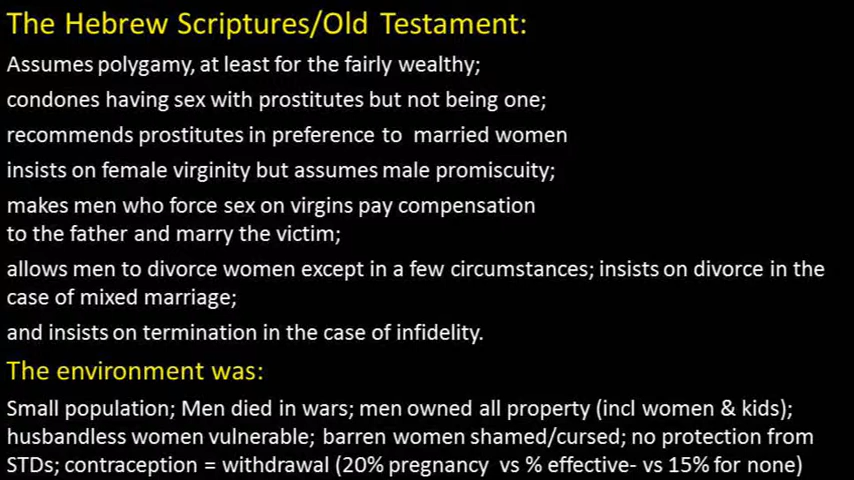 The Hebrew Scriptures/Old Testament:
Assumes polygamy, at least for the fairly wealthy;
condones having sex with prostitutes but not being one;
recommends prostitutes in preference to married women
insists on female virginity but assumes male promiscuity;
makes men who force sex on virgins pay compensation
to the father and marry the victim;
allows men to divorce women except in a few circumstances; insists on divorce in the
case of mixed marriage;
and insists on termination in the case of infidelity.
The environment was:
Small population; Men died in wars; men owned all property (incl women & kids);
husbandless women vulnerable; barren women shamed/cursed; no protection from
STDs; contraception = withdrawal (20% pregnancy vs % effective- vs 15% for none)